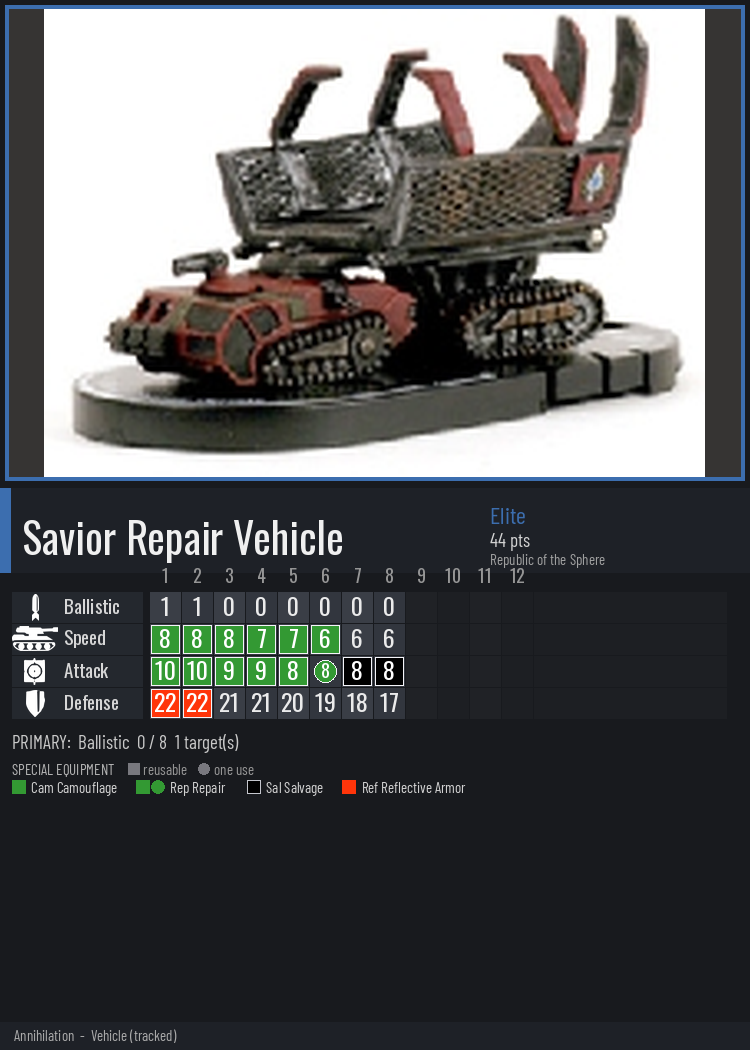 Savior Repair Vehicle
Elite
44 pts
Republic of the Sphere
1 2 3 4 5 6 7 8 9 10 11 12
Ballistic 1 1 0 0 0 0 0 0
Speed 8 8 8 7 7 6 6 6
Attack 10 10 9 9 8 8 8 8
Defense 22 22 21 21 20 19 18 17
PRIMARY: Ballistic 0 / 8 1 target(s)
SPECIAL EQUIPMENT reusable one use
Cam Camouflage Rep Repair Sal Salvage Ref Reflective Armor
Annihilation - Vehicle (tracked)